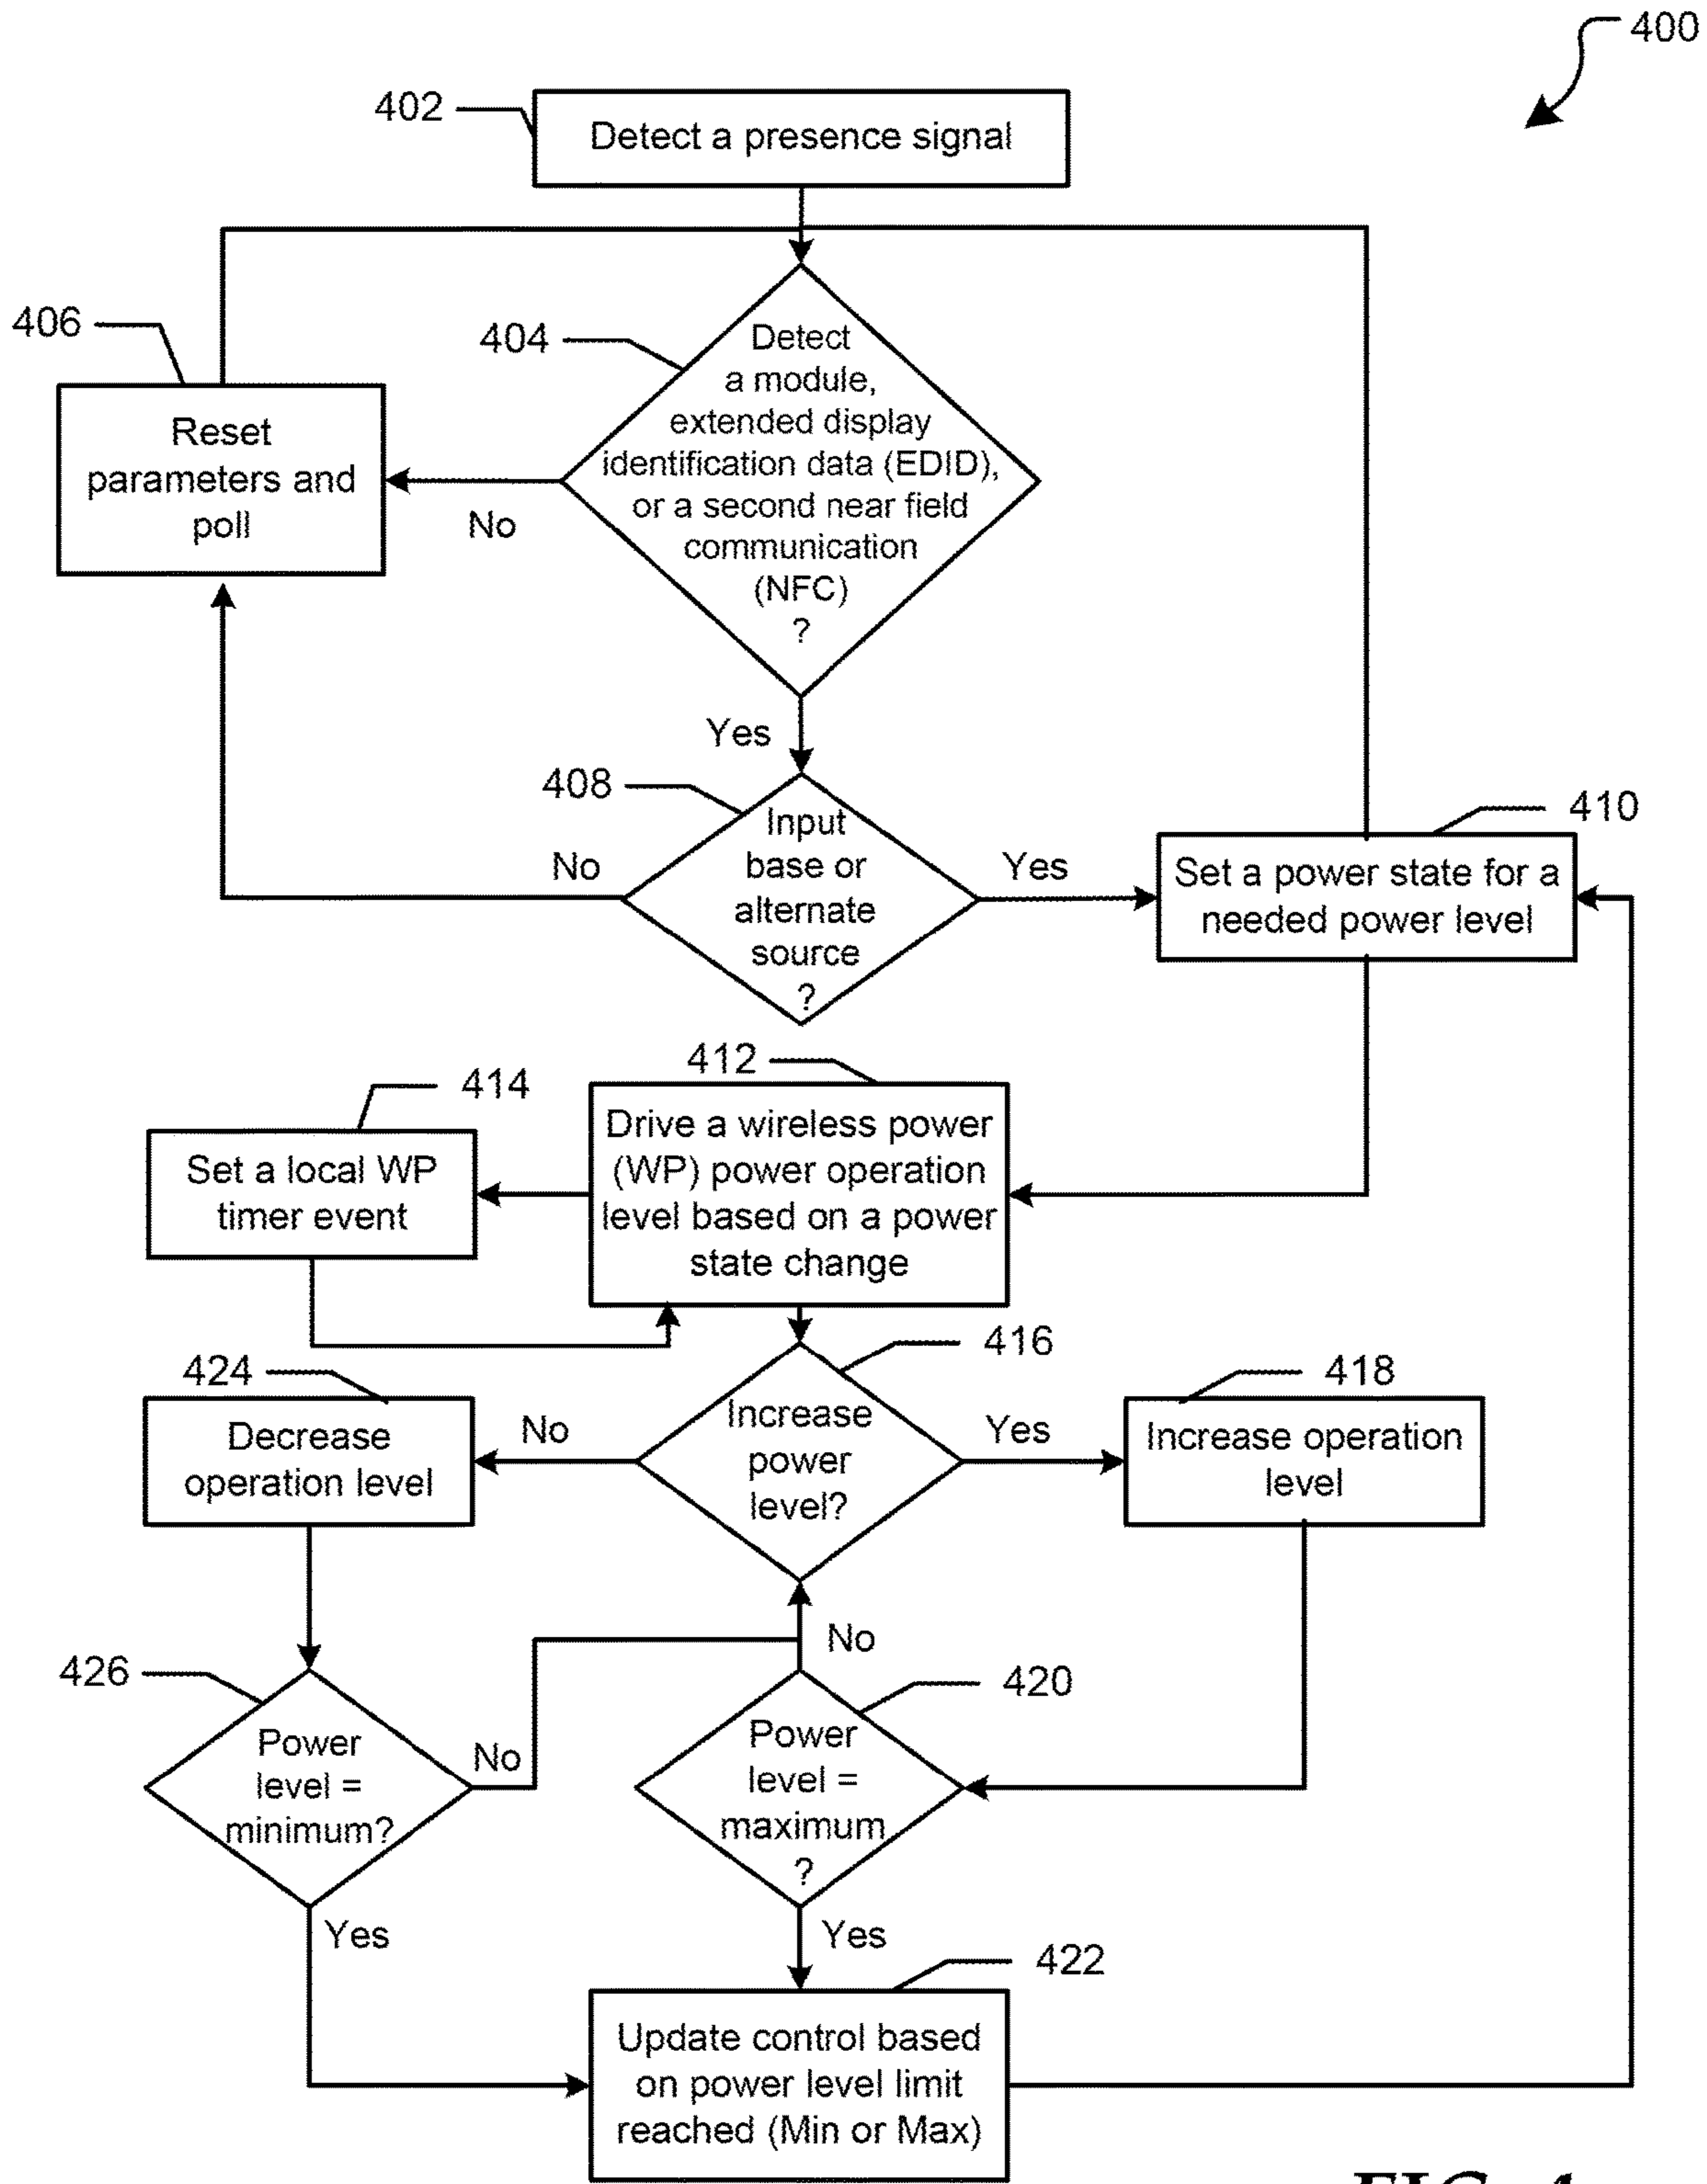 400
402
Detect a presence signal
406
404
Detect
a module,
extended display
identification data (EDID),
or a second near field
communication
(NFC)
?
Reset
parameters and
poll
No
Yes
408
410
Input
base or
alternate
source
?
No
Yes
Set a power state for a
needed power level
412
414
Drive a wireless power
(WP) power operation
level based on a power
state change
Set a local WP
timer event
416
424
418
Increase
power
level?
No
Yes
Decrease
operation level
Increase operation
level
No
426
420
Power
level =
minimum?
No
Power
level =
maximum
?
Yes
Yes
422
Update control based
on power level limit
reached (Min or Max)